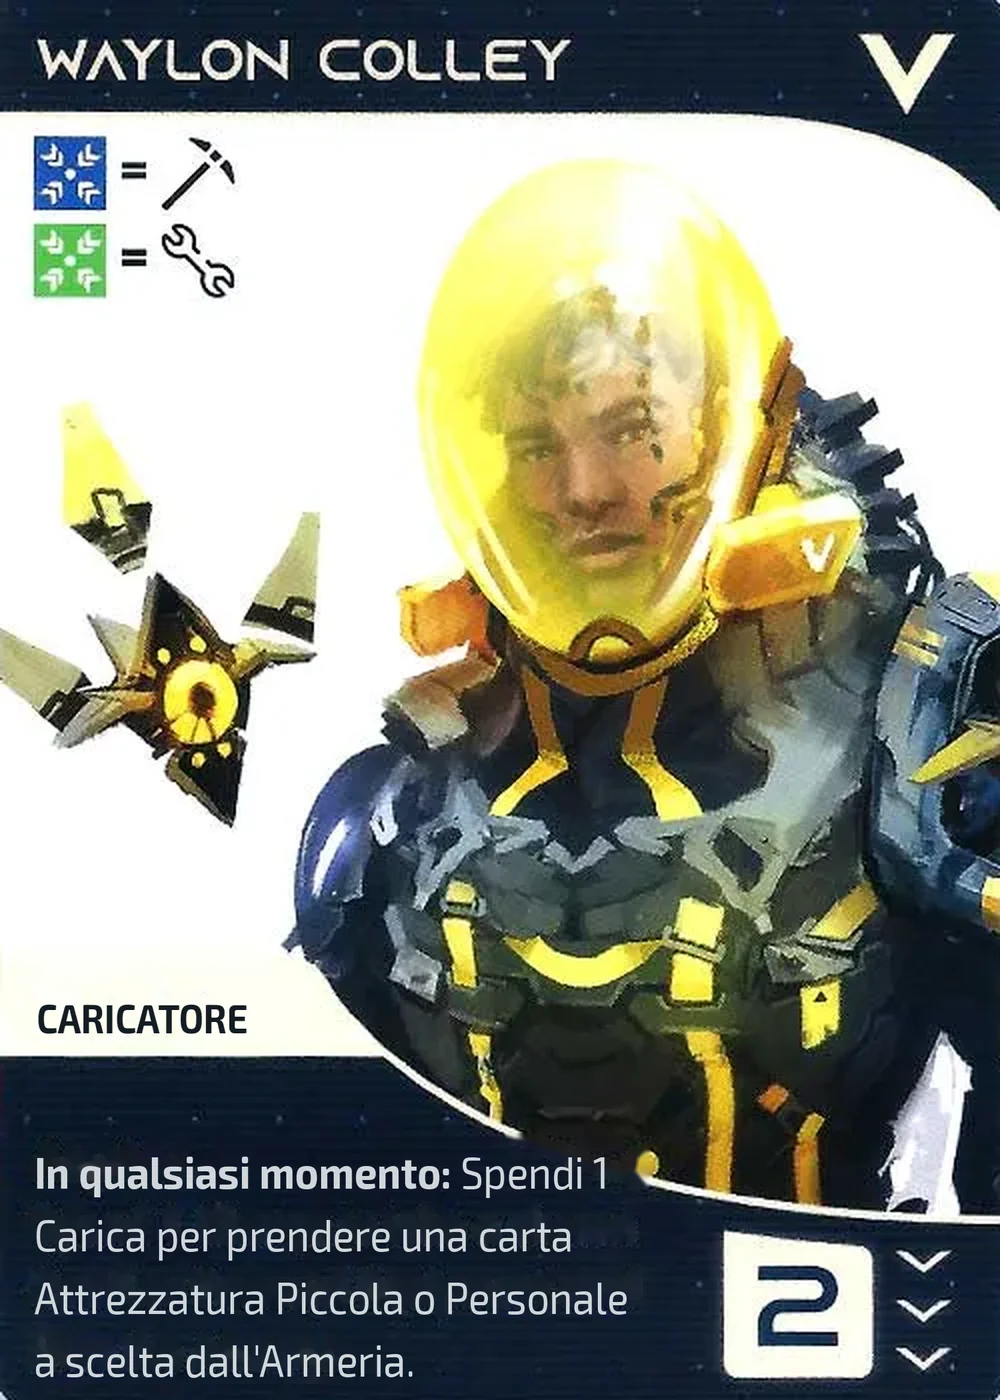 WAYLON COLLEY
V
=
=
V
CARICATORE
In qualsiasi momento: Spendi 1
Carica per prendere una carta
Attrezzatura Piccola o Personale
a scelta dall'Armeria.
2